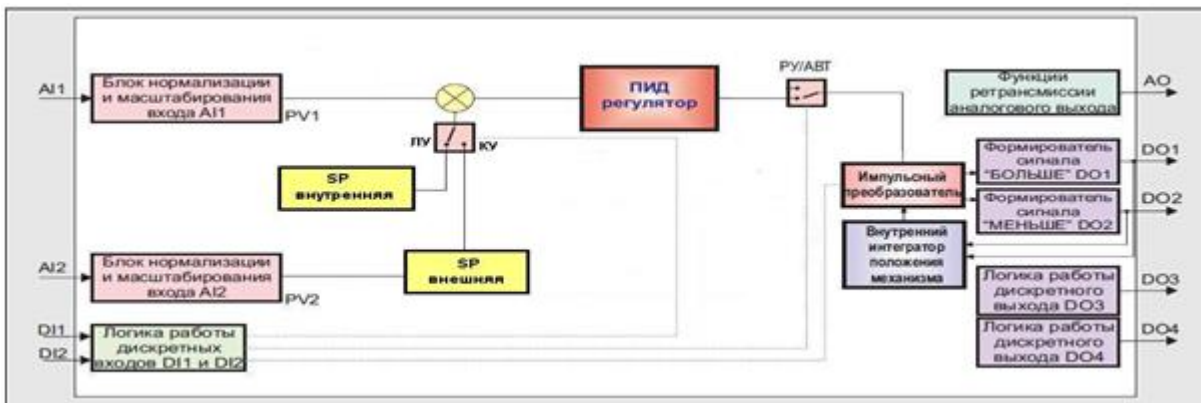 AI1
Блок нормализации
и масштабирования
входа AI1
PV1
ПИД
регулятор
РУ/АВТ
Функции
ретрансмиссии
аналогового выхода
AO
ЛУ
КУ
SP
внутренняя
Импульсный
преобразователь
Формирователь
сигнала
"БОЛЬШЕ" DO1
DO1
Формирователь
сигнала
"МЕНЬШЕ" DO2
DO2
Внутренний
интегратор
положения
механизма
AI2
Блок нормализации
и масштабирования
входа AI2
PV2
SP
внешняя
Логика работы
дискретного
выхода DO3
DO3
DI1
DI2
Логика работы
дискретных
входов DI1 и DI2
Логика работы
дискретного
выхода DO4
DO4